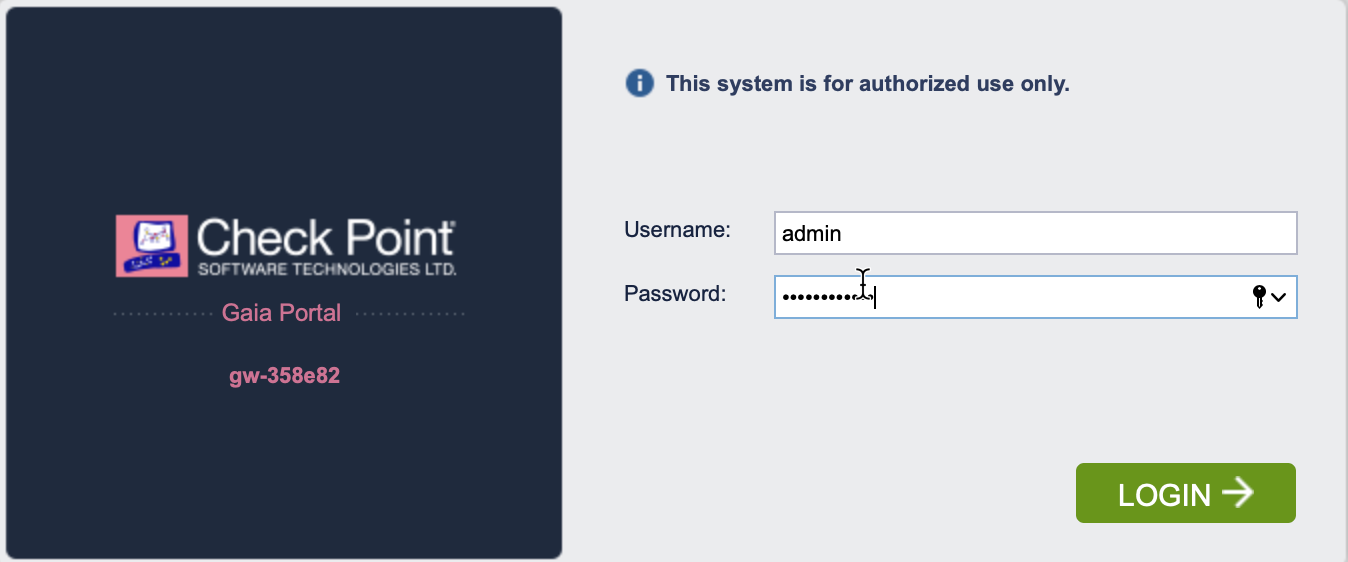 Check Point
SOFTWARE TECHNOLOGIES LTD.
Gaia Portal
gw-358e82
This system is for authorized use only.
Username:
admin
Password:
LOGIN